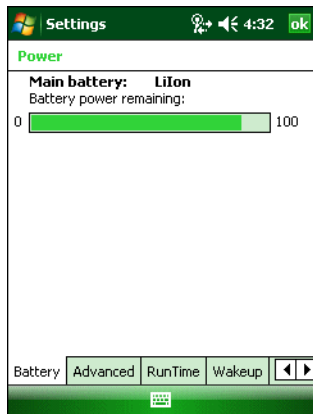 Settings 4:32 ok
Power
Main battery: LiIon
Battery power remaining:
0 100
Battery Advanced RunTime Wakeup